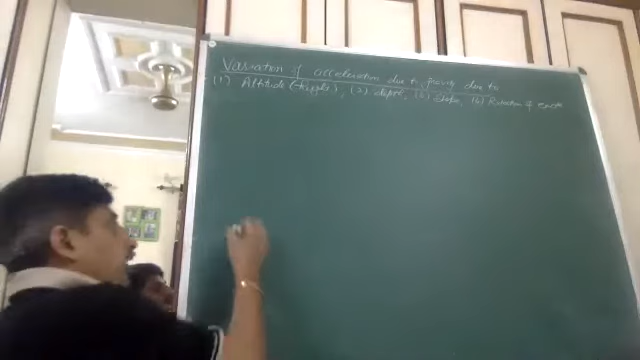 Variation of acceleration due to gravity due to
(1) Altitude (height), (2) depth, (3) shape, (4) Rotation of earth